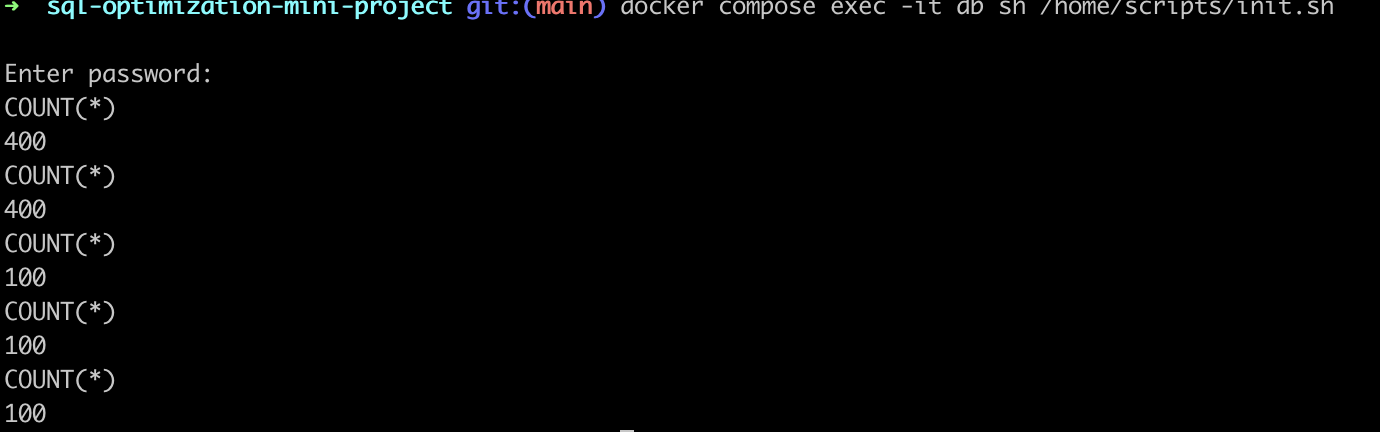 ➜ sql-optimization-mini-project git:(main) docker compose exec -it db sh /home/scripts/init.sh
Enter password:
COUNT(*)
400
COUNT(*)
400
COUNT(*)
100
COUNT(*)
100
COUNT(*)
100